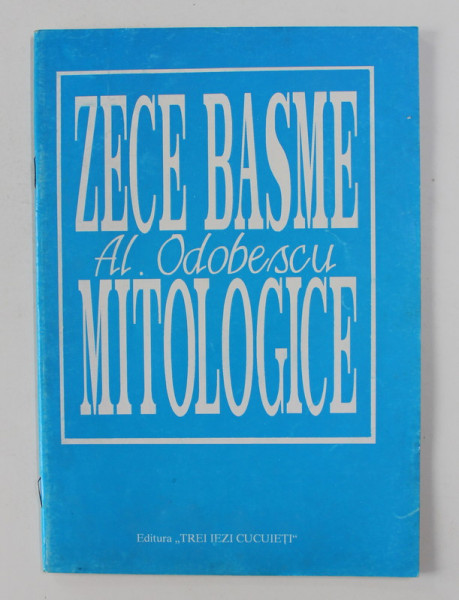 ZECE BASME
Al. Odobescu
MITOLOGICE
Editura „TREI IEZI CUCUIEȚI“